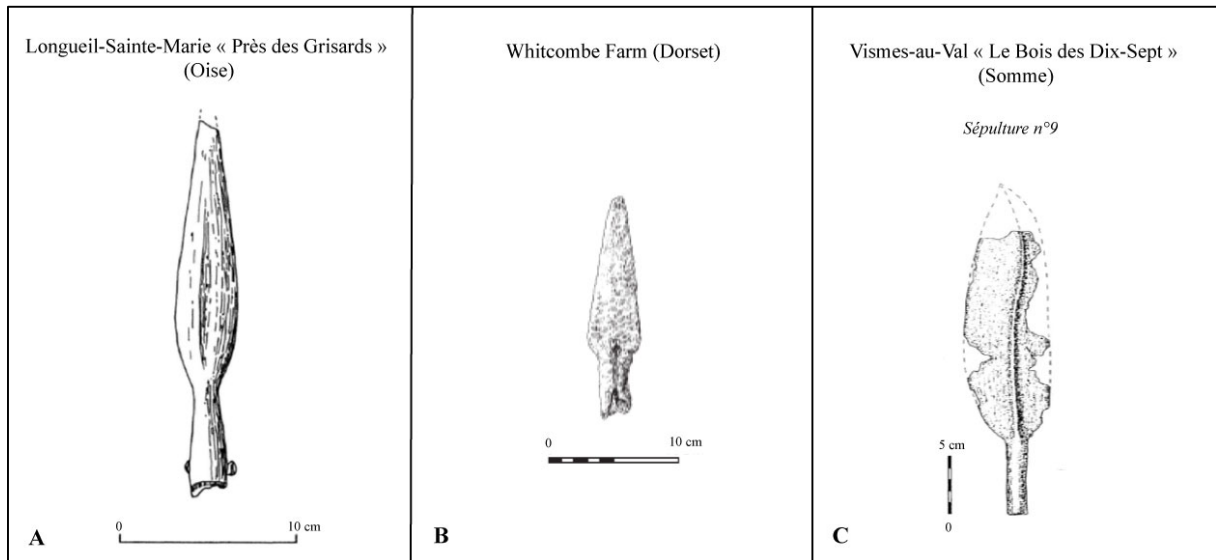 Longueil-Sainte-Marie « Près des Grisards »
(Oise)
0
10 cm
A
Whitcombe Farm (Dorset)
0
10 cm
B
Vismes-au-Val « Le Bois des Dix-Sept »
(Somme)
Sépulture n°9
5 cm
0
C